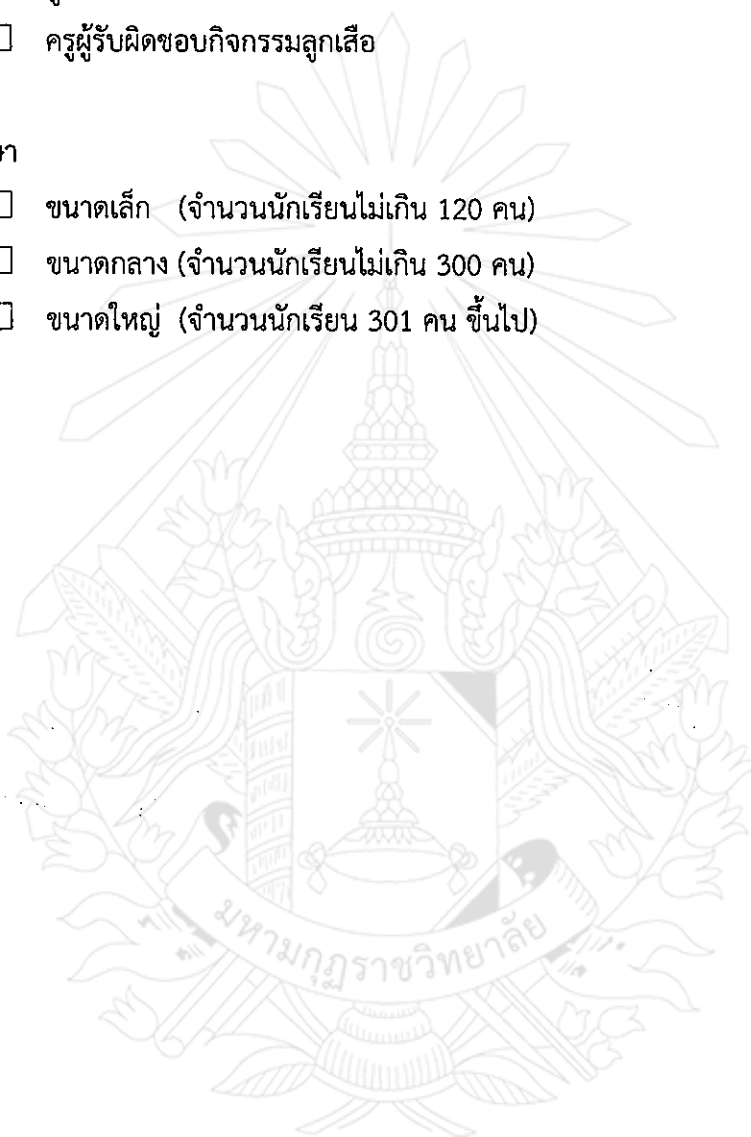 ☐ ครูผู้รับผิดชอบกิจกรรมลูกเสือ
☐ ขนาดเล็ก (จำนวนนักเรียนไม่เกิน 120 คน)
☐ ขนาดกลาง (จำนวนนักเรียนไม่เกิน 300 คน)
☐ ขนาดใหญ่ (จำนวนนักเรียน 301 คน ขึ้นไป)
มหามกุฏราชวิทยาลัย